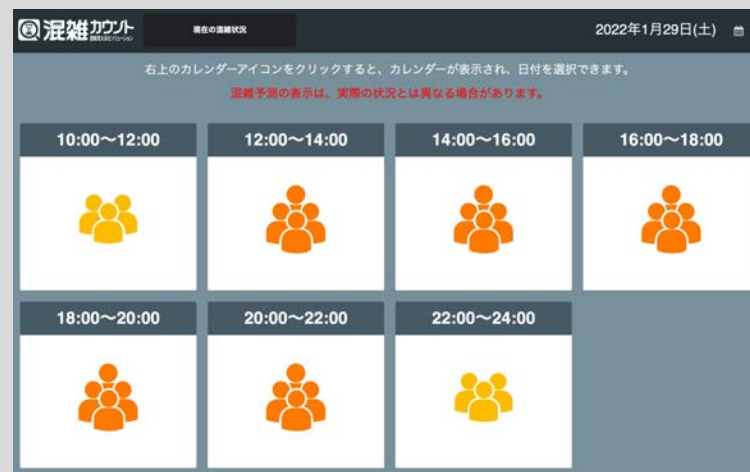 混雑カウント
現在の混雑状況
2022年1月29日(土)
右上のカレンダーアイコンをクリックすると、カレンダーが表示され、日付を選択できます。
混雑予測の表示は、実際の状況とは異なる場合があります。
10:00〜12:00
12:00〜14:00
14:00〜16:00
16:00〜18:00
18:00〜20:00
20:00〜22:00
22:00〜24:00